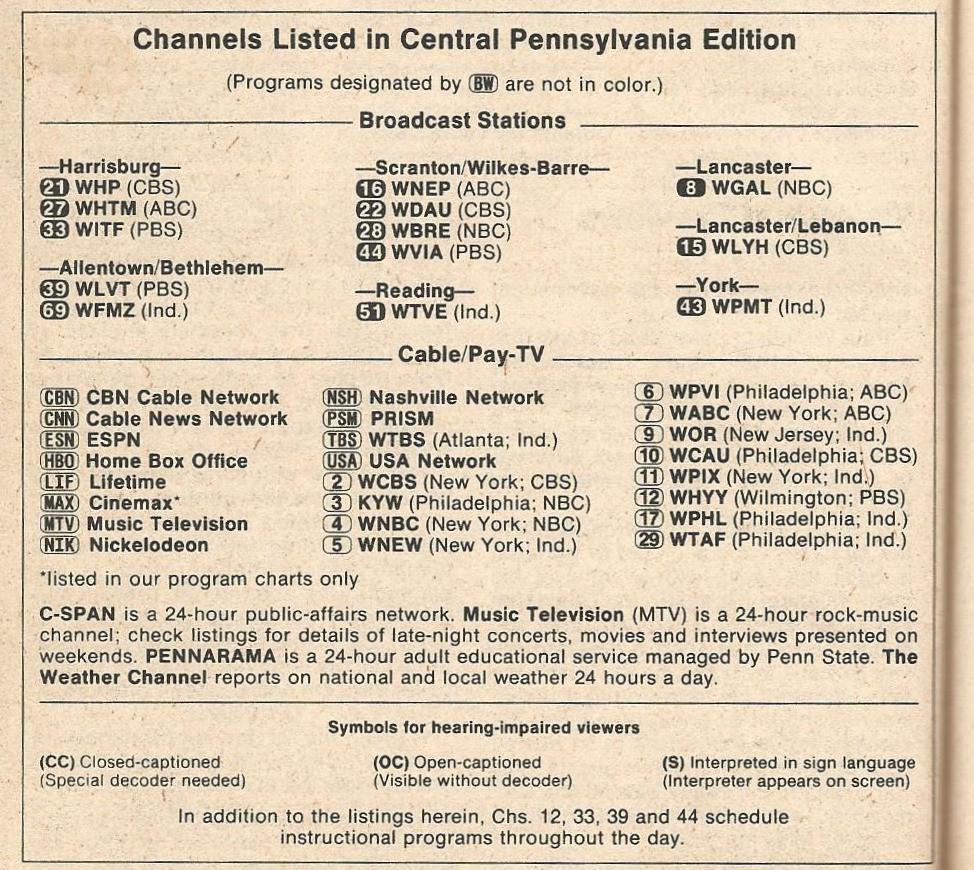 Channels Listed in Central Pennsylvania Edition
(Programs designated by BW are not in color.)
Broadcast Stations
—Harrisburg—
21 WHP (CBS)
27 WHTM (ABC)
33 WITF (PBS)
—Allentown/Bethlehem—
39 WLVT (PBS)
69 WFMZ (Ind.)
—Scranton/Wilkes-Barre—
16 WNEP (ABC)
22 WDAU (CBS)
28 WBRE (NBC)
44 WVIA (PBS)
—Reading—
51 WTVE (Ind.)
—Lancaster—
8 WGAL (NBC)
—Lancaster/Lebanon—
15 WLYH (CBS)
—York—
43 WPMT (Ind.)
Cable/Pay-TV
CBN CBN Cable Network
CNN Cable News Network
ESN ESPN
HBO Home Box Office
LIF Lifetime
MAX Cinemax*
MTV Music Television
NIK Nickelodeon
NSH Nashville Network
PSM PRISM
TBS WTBS (Atlanta; Ind.)
USA USA Network
2 WCBS (New York; CBS)
3 KYW (Philadelphia; NBC)
4 WNBC (New York; NBC)
5 WNEW (New York; Ind.)
6 WPVI (Philadelphia; ABC)
7 WABC (New York; ABC)
9 WOR (New Jersey; Ind.)
10 WCAU (Philadelphia; CBS)
11 WPIX (New York; Ind.)
12 WHYY (Wilmington; PBS)
17 WPHL (Philadelphia; Ind.)
29 WTAF (Philadelphia; Ind.)
*listed in our program charts only
C-SPAN is a 24-hour public-affairs network. Music Television (MTV) is a 24-hour rock-music
channel; check listings for details of late-night concerts, movies and interviews presented on
weekends. PENNARAMA is a 24-hour adult educational service managed by Penn State. The
Weather Channel reports on national and local weather 24 hours a day.
Symbols for hearing-impaired viewers
(CC) Closed-captioned
(Special decoder needed)
(OC) Open-captioned
(Visible without decoder)
(S) Interpreted in sign language
(Interpreter appears on screen)
In addition to the listings herein, Chs. 12, 33, 39 and 44 schedule
instructional programs throughout the day.